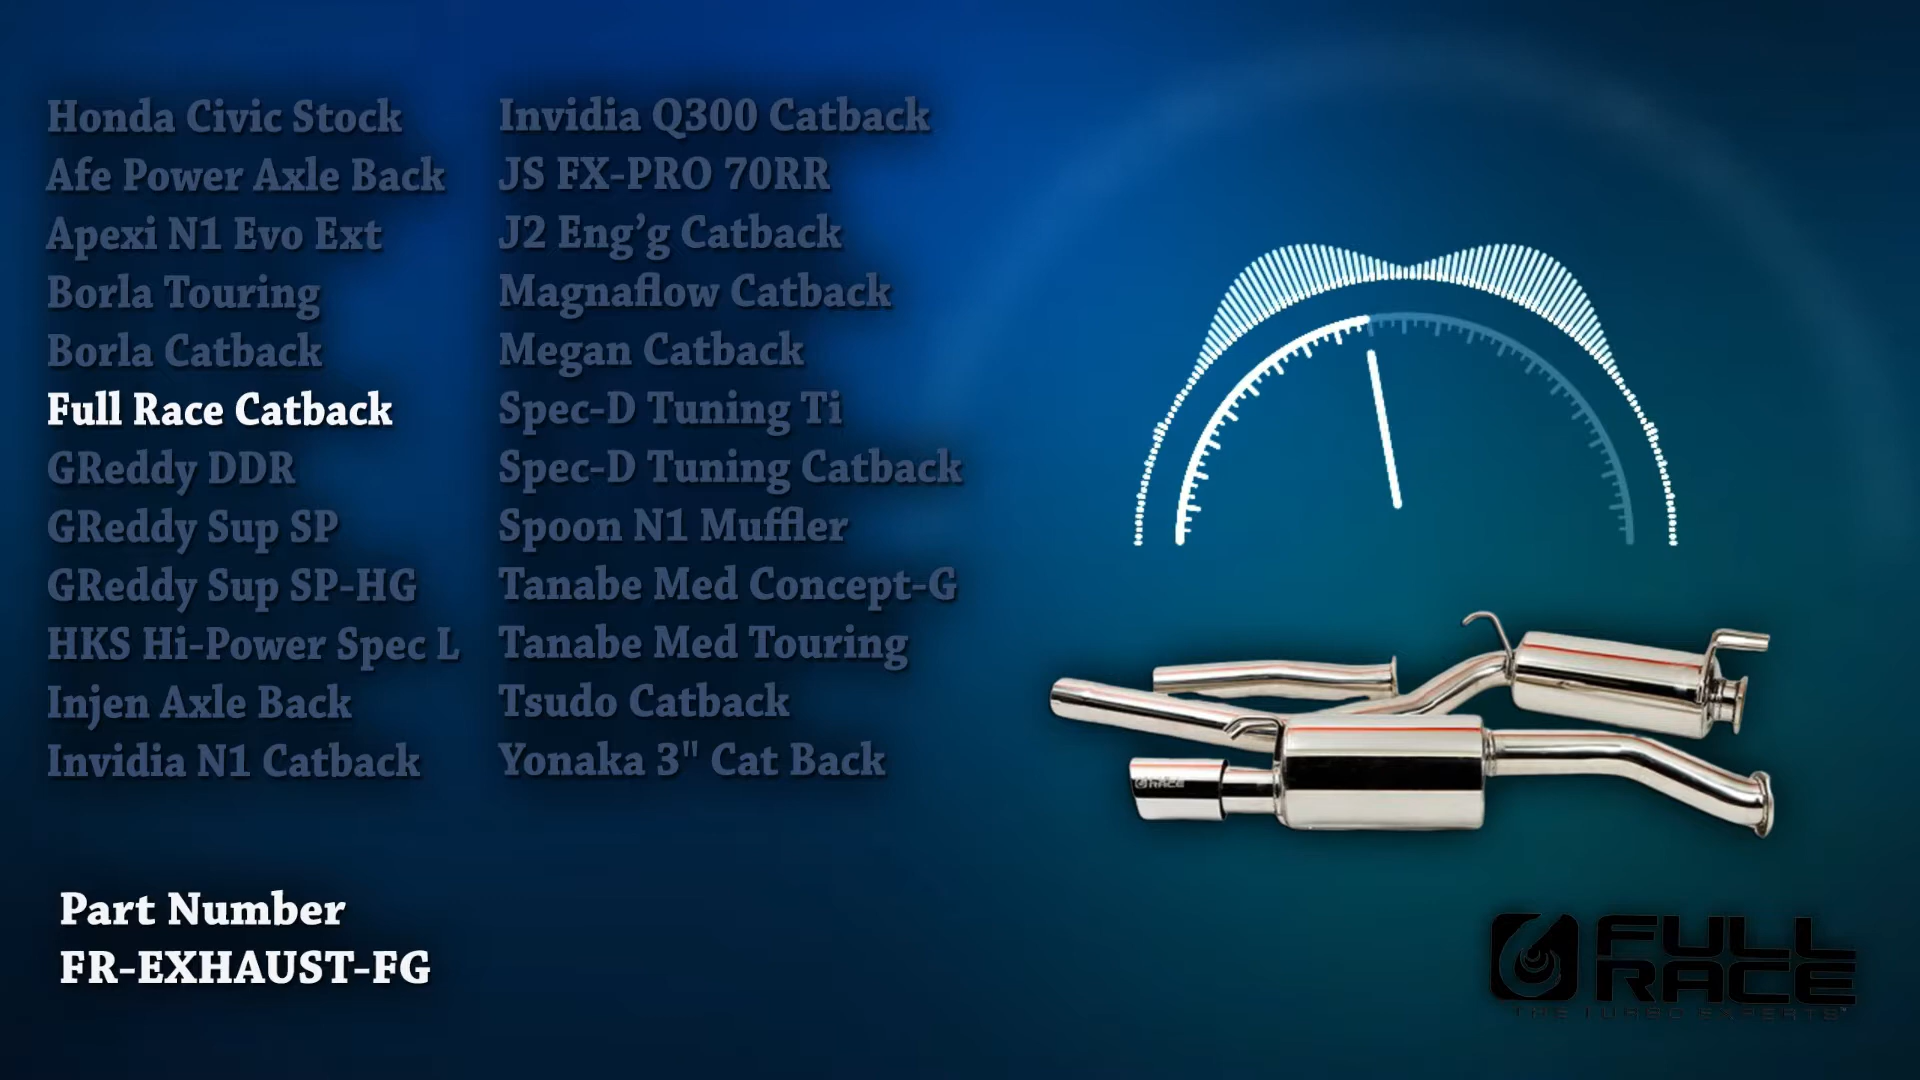 Honda Civic Stock
Afe Power Axle Back
Apexi N1 Evo Ext
Borla Touring
Borla Catback
Full Race Catback
GReddy DDR
GReddy Sup SP
GReddy Sup SP-HG
HKS Hi-Power Spec L
Injen Axle Back
Invidia N1 Catback
Invidia Q300 Catback
JS FX-PRO 70RR
J2 Eng’g Catback
Magnaflow Catback
Megan Catback
Spec-D Tuning Ti
Spec-D Tuning Catback
Spoon N1 Muffler
Tanabe Med Concept-G
Tanabe Med Touring
Tsudo Catback
Yonaka 3" Cat Back
Part Number
FR-EXHAUST-FG
FULL
RACE
THE TURBO EXPERTS™